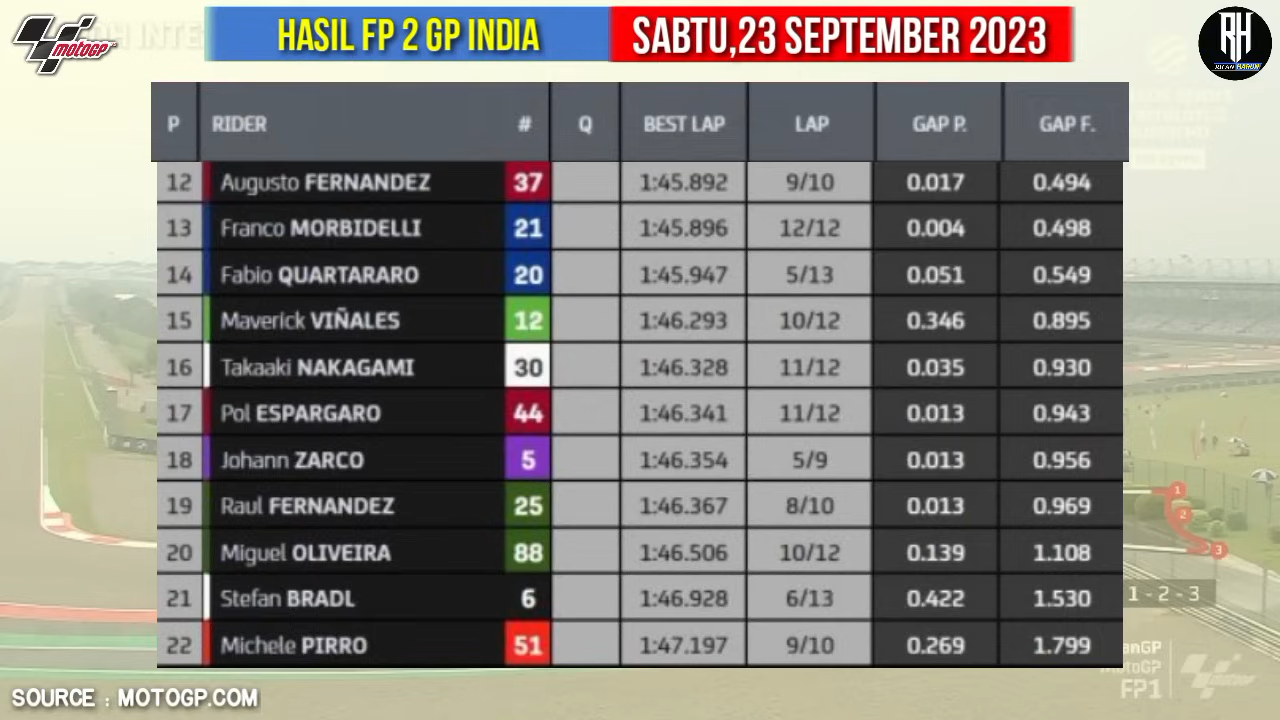 MotoGP
HASIL FP 2 GP INDIA
SABTU,23 SEPTEMBER 2023
RH
P RIDER # Q BEST LAP LAP GAP P. GAP F.
12 Augusto FERNANDEZ 37 1:45.892 9/10 0.017 0.494
13 Franco MORBIDELLI 21 1:45.896 12/12 0.004 0.498
14 Fabio QUARTARARO 20 1:45.947 5/13 0.051 0.549
15 Maverick VIÑALES 12 1:46.293 10/12 0.346 0.895
16 Takaaki NAKAGAMI 30 1:46.328 11/12 0.035 0.930
17 Pol ESPARGARO 44 1:46.341 11/12 0.013 0.943
18 Johann ZARCO 5 1:46.354 5/9 0.013 0.956
19 Raul FERNANDEZ 25 1:46.367 8/10 0.013 0.969
20 Miguel OLIVEIRA 88 1:46.506 10/12 0.139 1.108
21 Stefan BRADL 6 1:46.928 6/13 0.422 1.530
22 Michele PIRRO 51 1:47.197 9/10 0.269 1.799
1
2
3
1-2-3
anGP
MotoGP
FP1
SOURCE : MOTOGP.COM